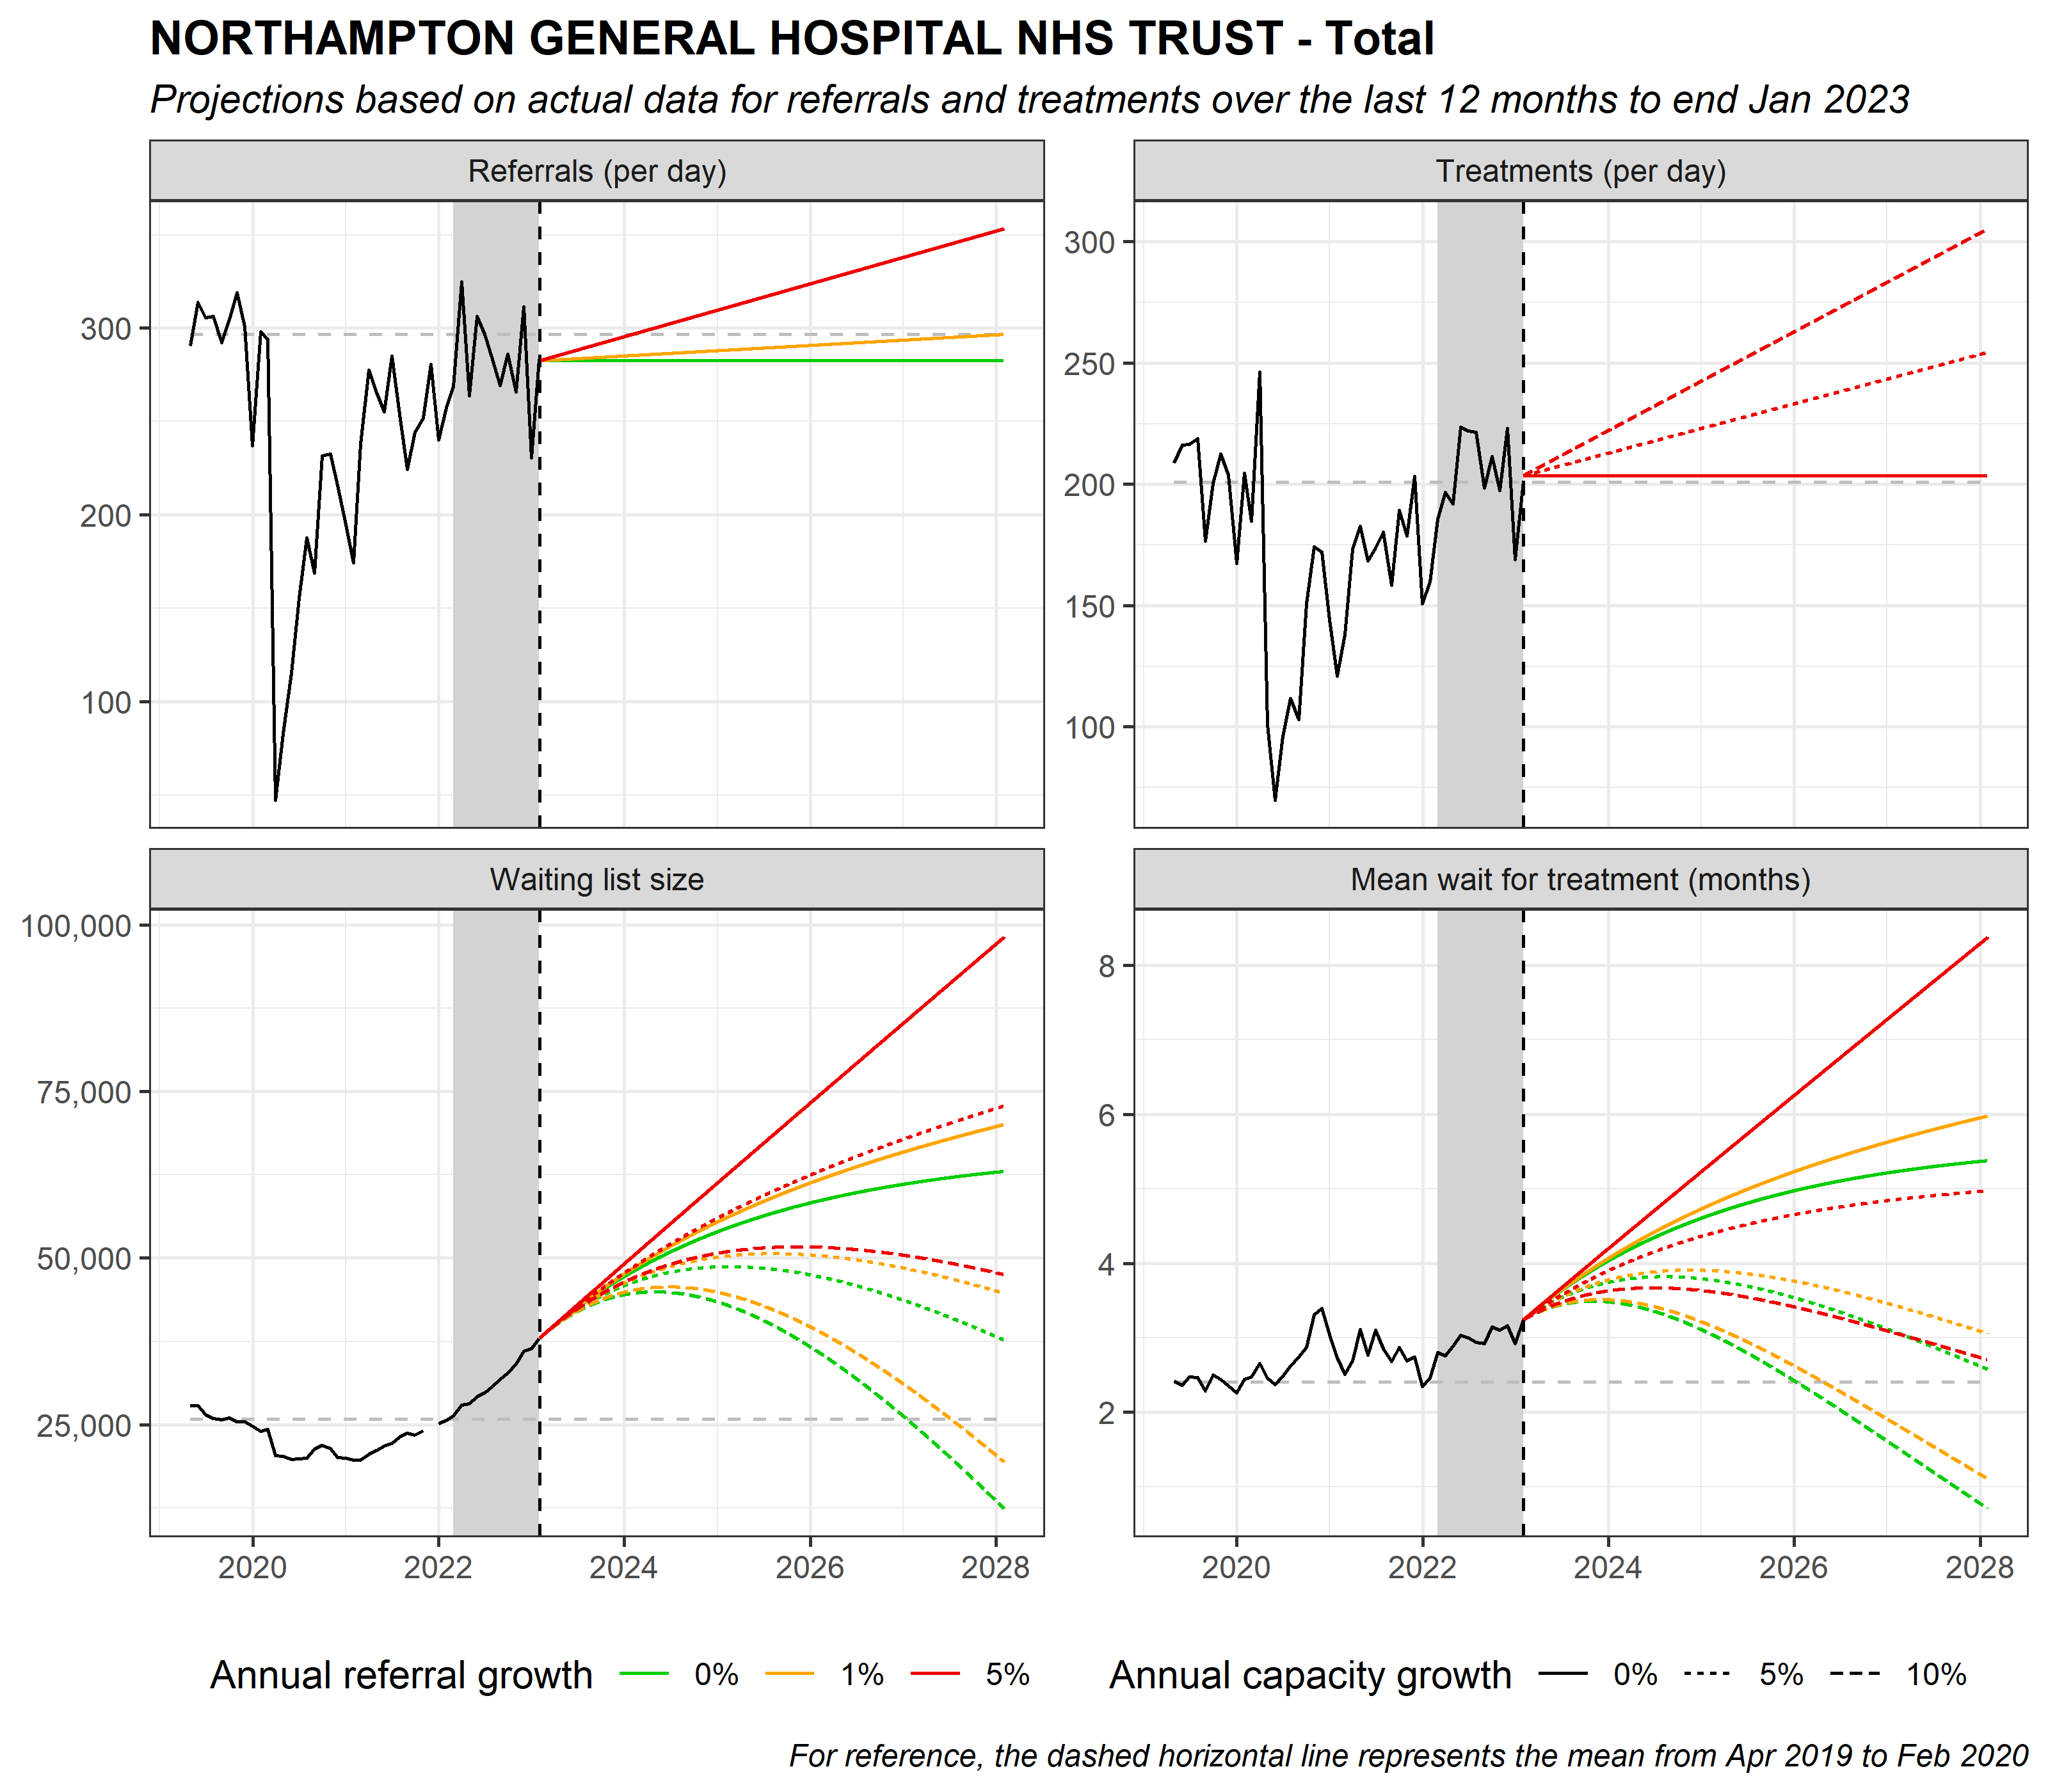 NORTHAMPTON GENERAL HOSPITAL NHS TRUST - Total
Projections based on actual data for referrals and treatments over the last 12 months to end Jan 2023
Referrals (per day)
300
200
100
Treatments (per day)
300
250
200
150
100
Waiting list size
100,000
75,000
50,000
25,000
2020 2022 2024 2026 2028
Mean wait for treatment (months)
8
6
4
2
2020 2022 2024 2026 2028
Annual referral growth 0% 1% 5%
Annual capacity growth 0% 5% 10%
For reference, the dashed horizontal line represents the mean from Apr 2019 to Feb 2020